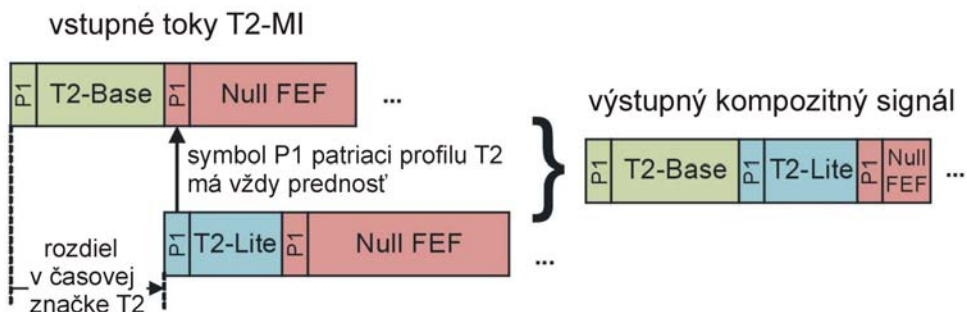 vstupné toky T2-MI
P1 T2-Base P1 Null FEF ...
symbol P1 patriaci profilu T2
má vždy prednosť
P1 T2-Lite P1 Null FEF ...
rozdiel
v časovej
značke T2
}
výstupný kompozitný signál
P1 T2-Base P1 T2-Lite P1 Null
FEF ...